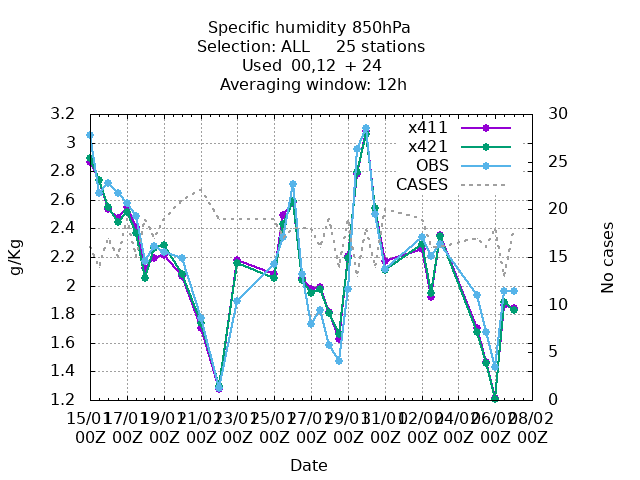 Specific humidity 850hPa
Selection: ALL 25 stations
Used 00,12 + 24
Averaging window: 12h
g/Kg
3.2
3
2.8
2.6
2.4
2.2
2
1.8
1.6
1.4
1.2
x411
x421
OBS
CASES
30
25
20
15
10
5
0
No cases
15/01 17/01 19/01 21/01 23/01 25/01 27/01 29/01 31/01 02/02 04/02 06/02 08/02
00Z 00Z 00Z 00Z 00Z 00Z 00Z 00Z 00Z 00Z 00Z 00Z 00Z
Date